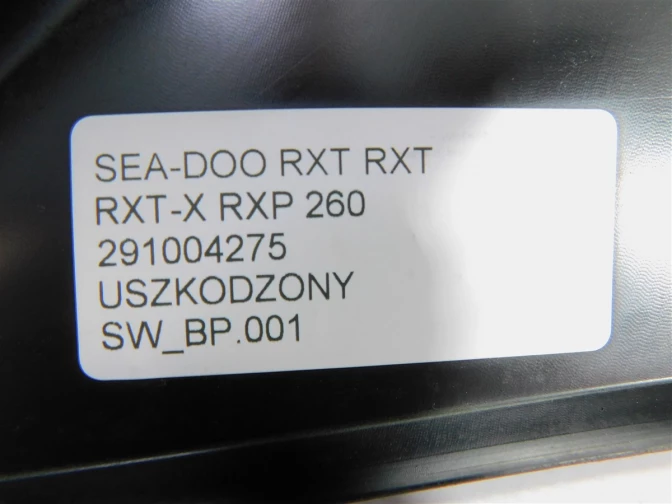 SEA-DOO RXT RXT
RXT-X RXP 260
291004275
USZKODZONY
SW_BP.001